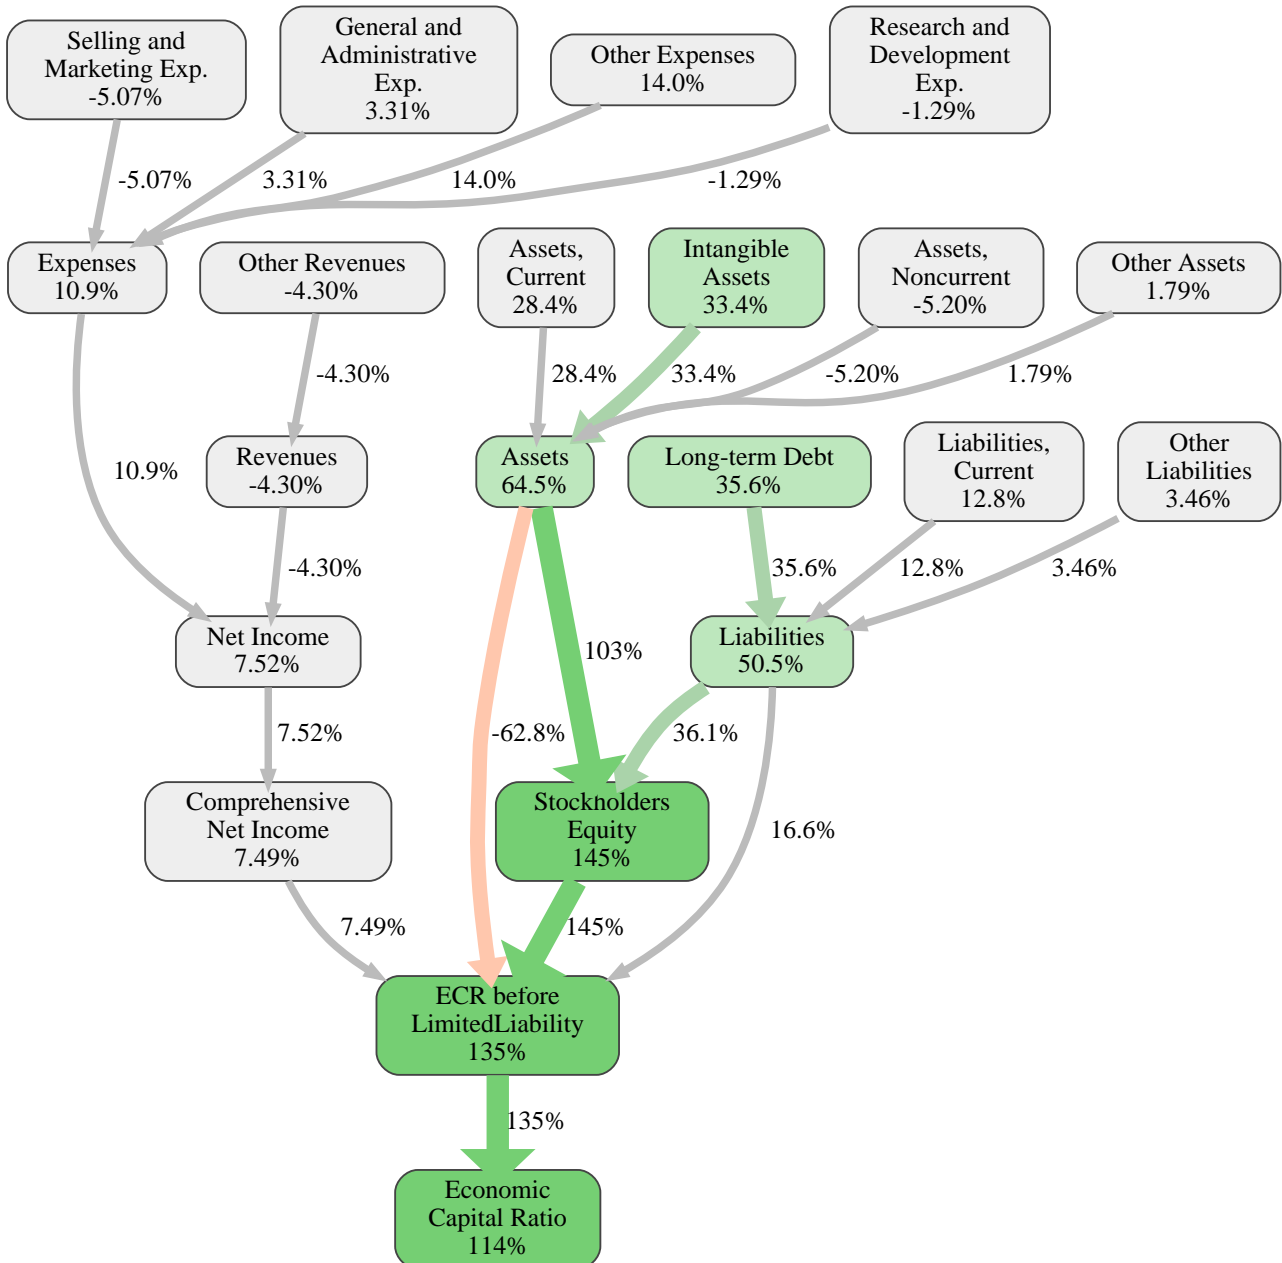 Selling and
Marketing Exp.
-5.07%
General and
Administrative
Exp.
3.31%
Other Expenses
14.0%
Research and
Development
Exp.
-1.29%
-5.07%
3.31%
14.0%
-1.29%
Expenses
10.9%
Other Revenues
-4.30%
Assets,
Current
28.4%
Intangible
Assets
33.4%
Assets,
Noncurrent
-5.20%
Other Assets
1.79%
-4.30%
28.4%
33.4%
-5.20%
1.79%
10.9%
Revenues
-4.30%
Assets
64.5%
Long-term Debt
35.6%
Liabilities,
Current
12.8%
Other
Liabilities
3.46%
-4.30%
35.6%
12.8%
3.46%
Net Income
7.52%
103%
Liabilities
50.5%
7.52%
-62.8%
36.1%
Comprehensive
Net Income
7.49%
Stockholders
Equity
145%
16.6%
7.49%
145%
ECR before
LimitedLiability
135%
135%
Economic
Capital Ratio
114%